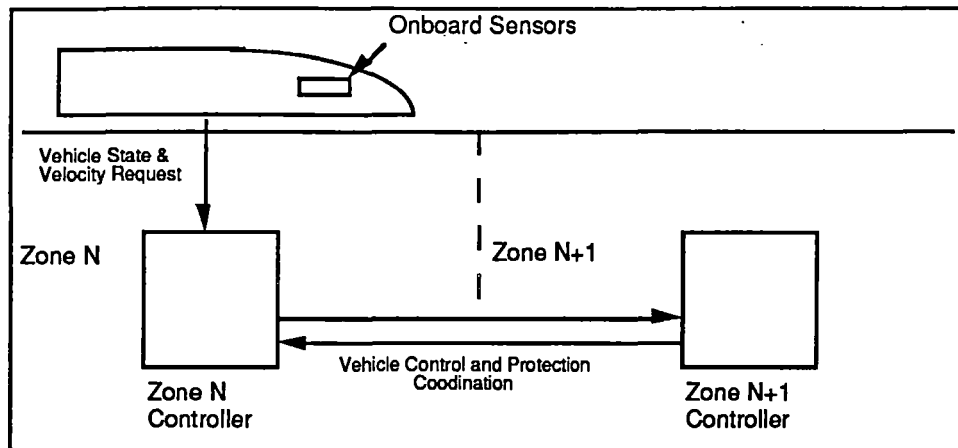 Onboard Sensors
Vehicle State &
Velocity Request
Zone N
Zone N+1
Vehicle Control and Protection
Coodination
Zone N
Controller
Zone N+1
Controller